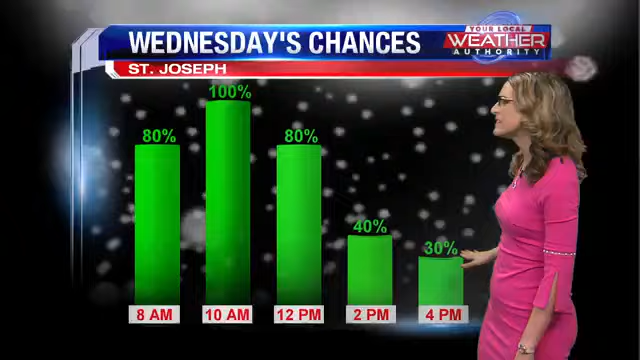 WEDNESDAY'S CHANCES
YOUR LOCAL
WEATHER
AUTHORITY
ST. JOSEPH
80%
100%
80%
40%
30%
8 AM
10 AM
12 PM
2 PM
4 PM